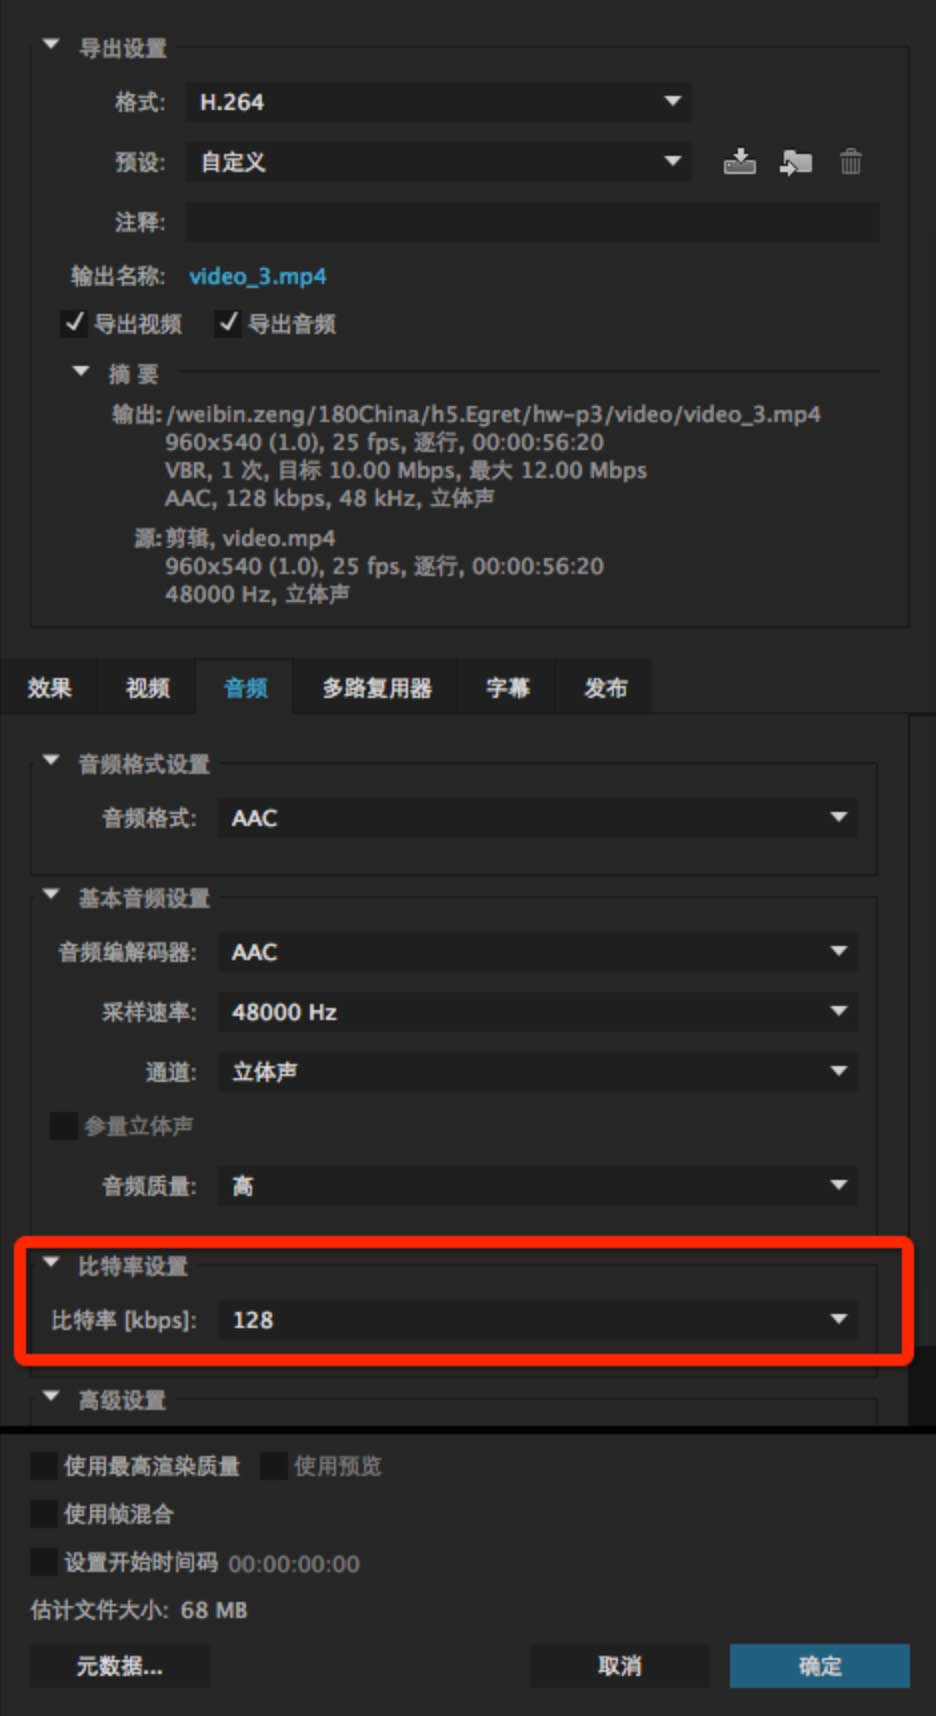 导出设置
格式: H.264
预设: 自定义
注释:
输出名称: video_3.mp4
导出视频 导出音频
摘 要
输出: /weibin.zeng/180China/h5.Egret/hw-p3/video/video_3.mp4
960x540 (1.0), 25 fps, 逐行, 00:00:56:20
VBR, 1 次, 目标 10.00 Mbps, 最大 12.00 Mbps
AAC, 128 kbps, 48 kHz, 立体声
源: 剪辑, video.mp4
960x540 (1.0), 25 fps, 逐行, 00:00:56:20
48000 Hz, 立体声
效果 视频 音频 多路复用器 字幕 发布
音频格式设置
音频格式: AAC
基本音频设置
音频编解码器: AAC
采样速率: 48000 Hz
通道: 立体声
参量立体声
音频质量: 高
比特率设置
比特率 [kbps]: 128
高级设置
使用最高渲染质量 使用预览
使用帧混合
设置开始时间码 00:00:00:00
估计文件大小: 68 MB
元数据... 取消 确定